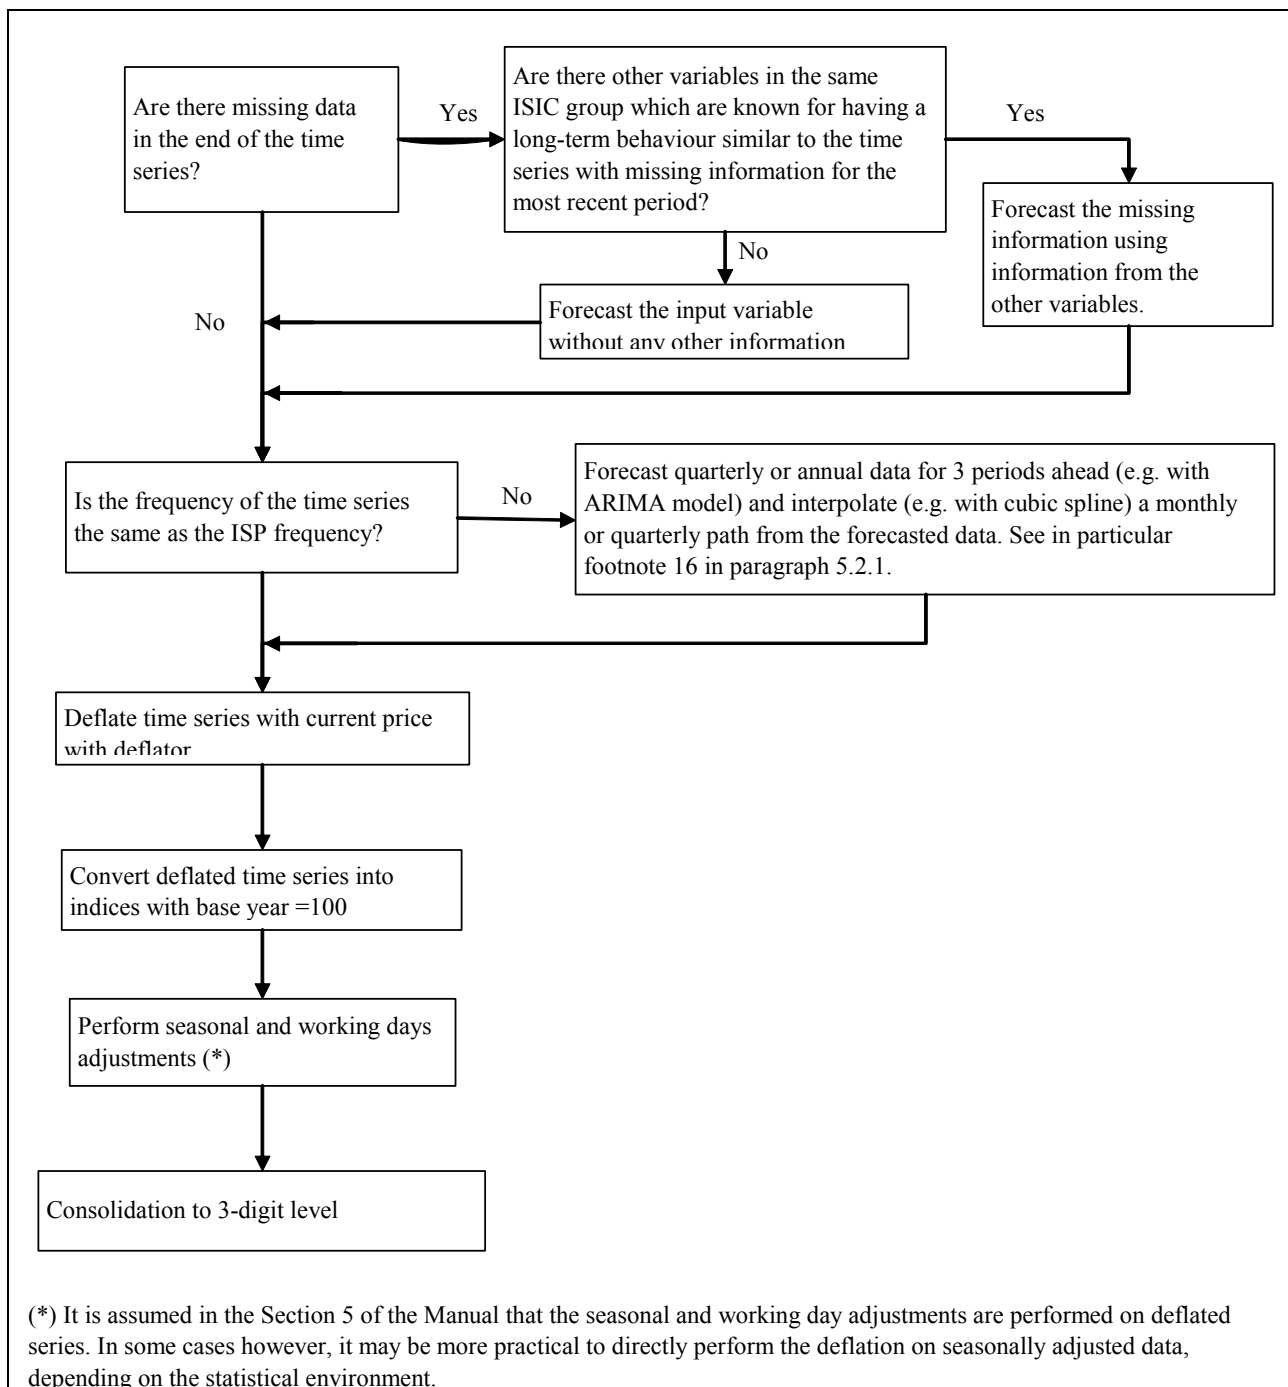 Are there missing data
in the end of the time
series?
Yes
Are there other variables in the same
ISIC group which are known for having a
long-term behaviour similar to the time
series with missing information for the
most recent period?
Yes
Forecast the missing
information using
information from the
other variables.
No
Forecast the input variable
without any other information
No
Is the frequency of the time series
the same as the ISP frequency?
No
Forecast quarterly or annual data for 3 periods ahead (e.g. with
ARIMA model) and interpolate (e.g. with cubic spline) a monthly
or quarterly path from the forecasted data. See in particular
footnote 16 in paragraph 5.2.1.
Deflate time series with current price
with deflator
Convert deflated time series into
indices with base year =100
Perform seasonal and working days
adjustments (*)
Consolidation to 3-digit level
(*) It is assumed in the Section 5 of the Manual that the seasonal and working day adjustments are performed on deflated
series. In some cases however, it may be more practical to directly perform the deflation on seasonally adjusted data,
depending on the statistical environment.